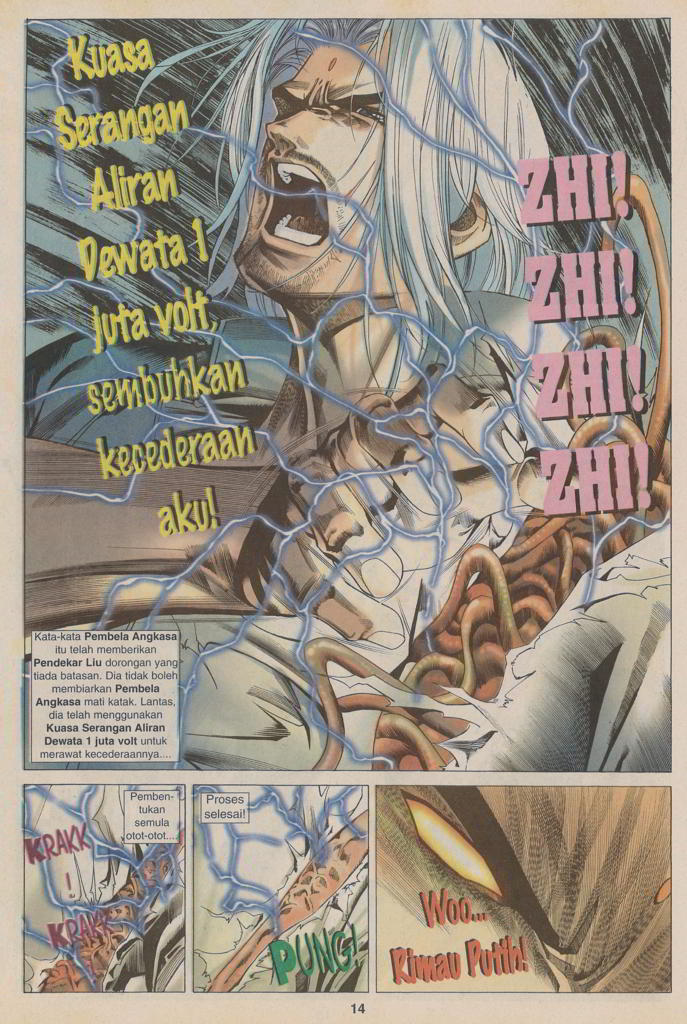 Kuasa
Serangan
Aliran
Dewata 1
juta volt,
sembuhkan
kecederaan
aku!
ZHI!
ZHI!
ZHI!
ZHI!
Kata-kata Pembela Angkasa
itu telah memberikan
Pendekar Liu dorongan yang
tiada batasan. Dia tidak boleh
membiarkan Pembela
Angkasa mati katak. Lantas,
dia telah menggunakan
Kuasa Serangan Aliran
Dewata 1 juta volt untuk
merawat kecederaannya....
Pemben-
tukan
semula
otot-otot....
KRAKK
!
KRAKK
Proses
selesai!
PUNG!
Woo...
Rimau Putih!
14